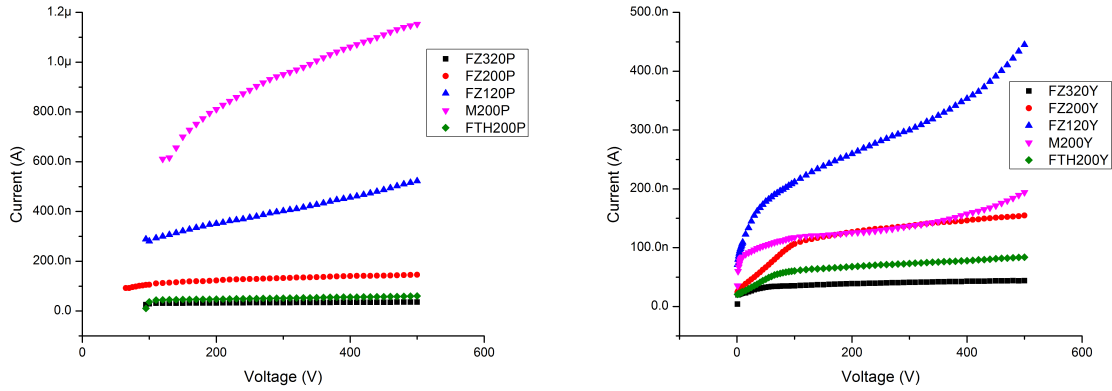 1.2µ
1.0µ
800.0n
600.0n
400.0n
200.0n
0.0
0
200
400
600
Current (A)
Voltage (V)
FZ320P
FZ200P
FZ120P
M200P
FTH200P
500.0n
400.0n
300.0n
200.0n
100.0n
0.0
0
200
400
600
Current (A)
Voltage (V)
FZ320Y
FZ200Y
FZ120Y
M200Y
FTH200Y